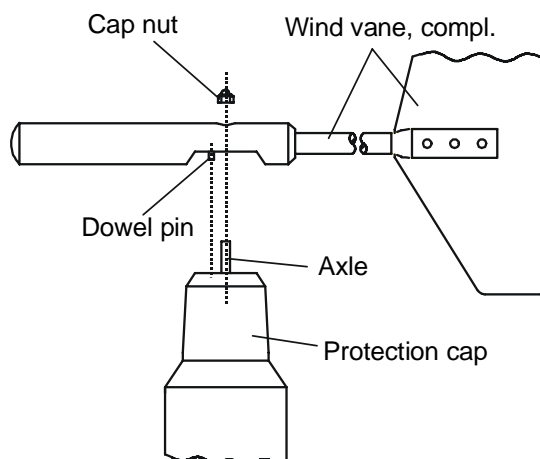 Cap nut
Wind vane, compl.
Dowel pin
Axle
Protection cap